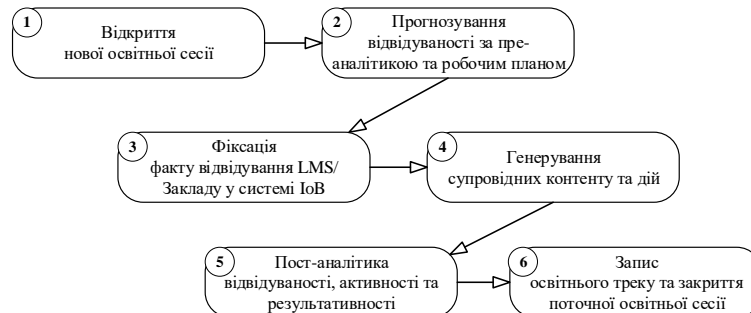 1
Відкриття
нової освітньої сесії
2
Прогнозування
відвідуваності за пре-
аналітикою та робочим планом
3
Фіксація
факту відвідування LMS/
Закладу у системі IoB
4
Генерування
супровідних контенту та дій
5
Пост-аналітика
відвідуваності, активності та
результативності
6
Запис
освітнього треку та закриття
поточної освітньої сесії